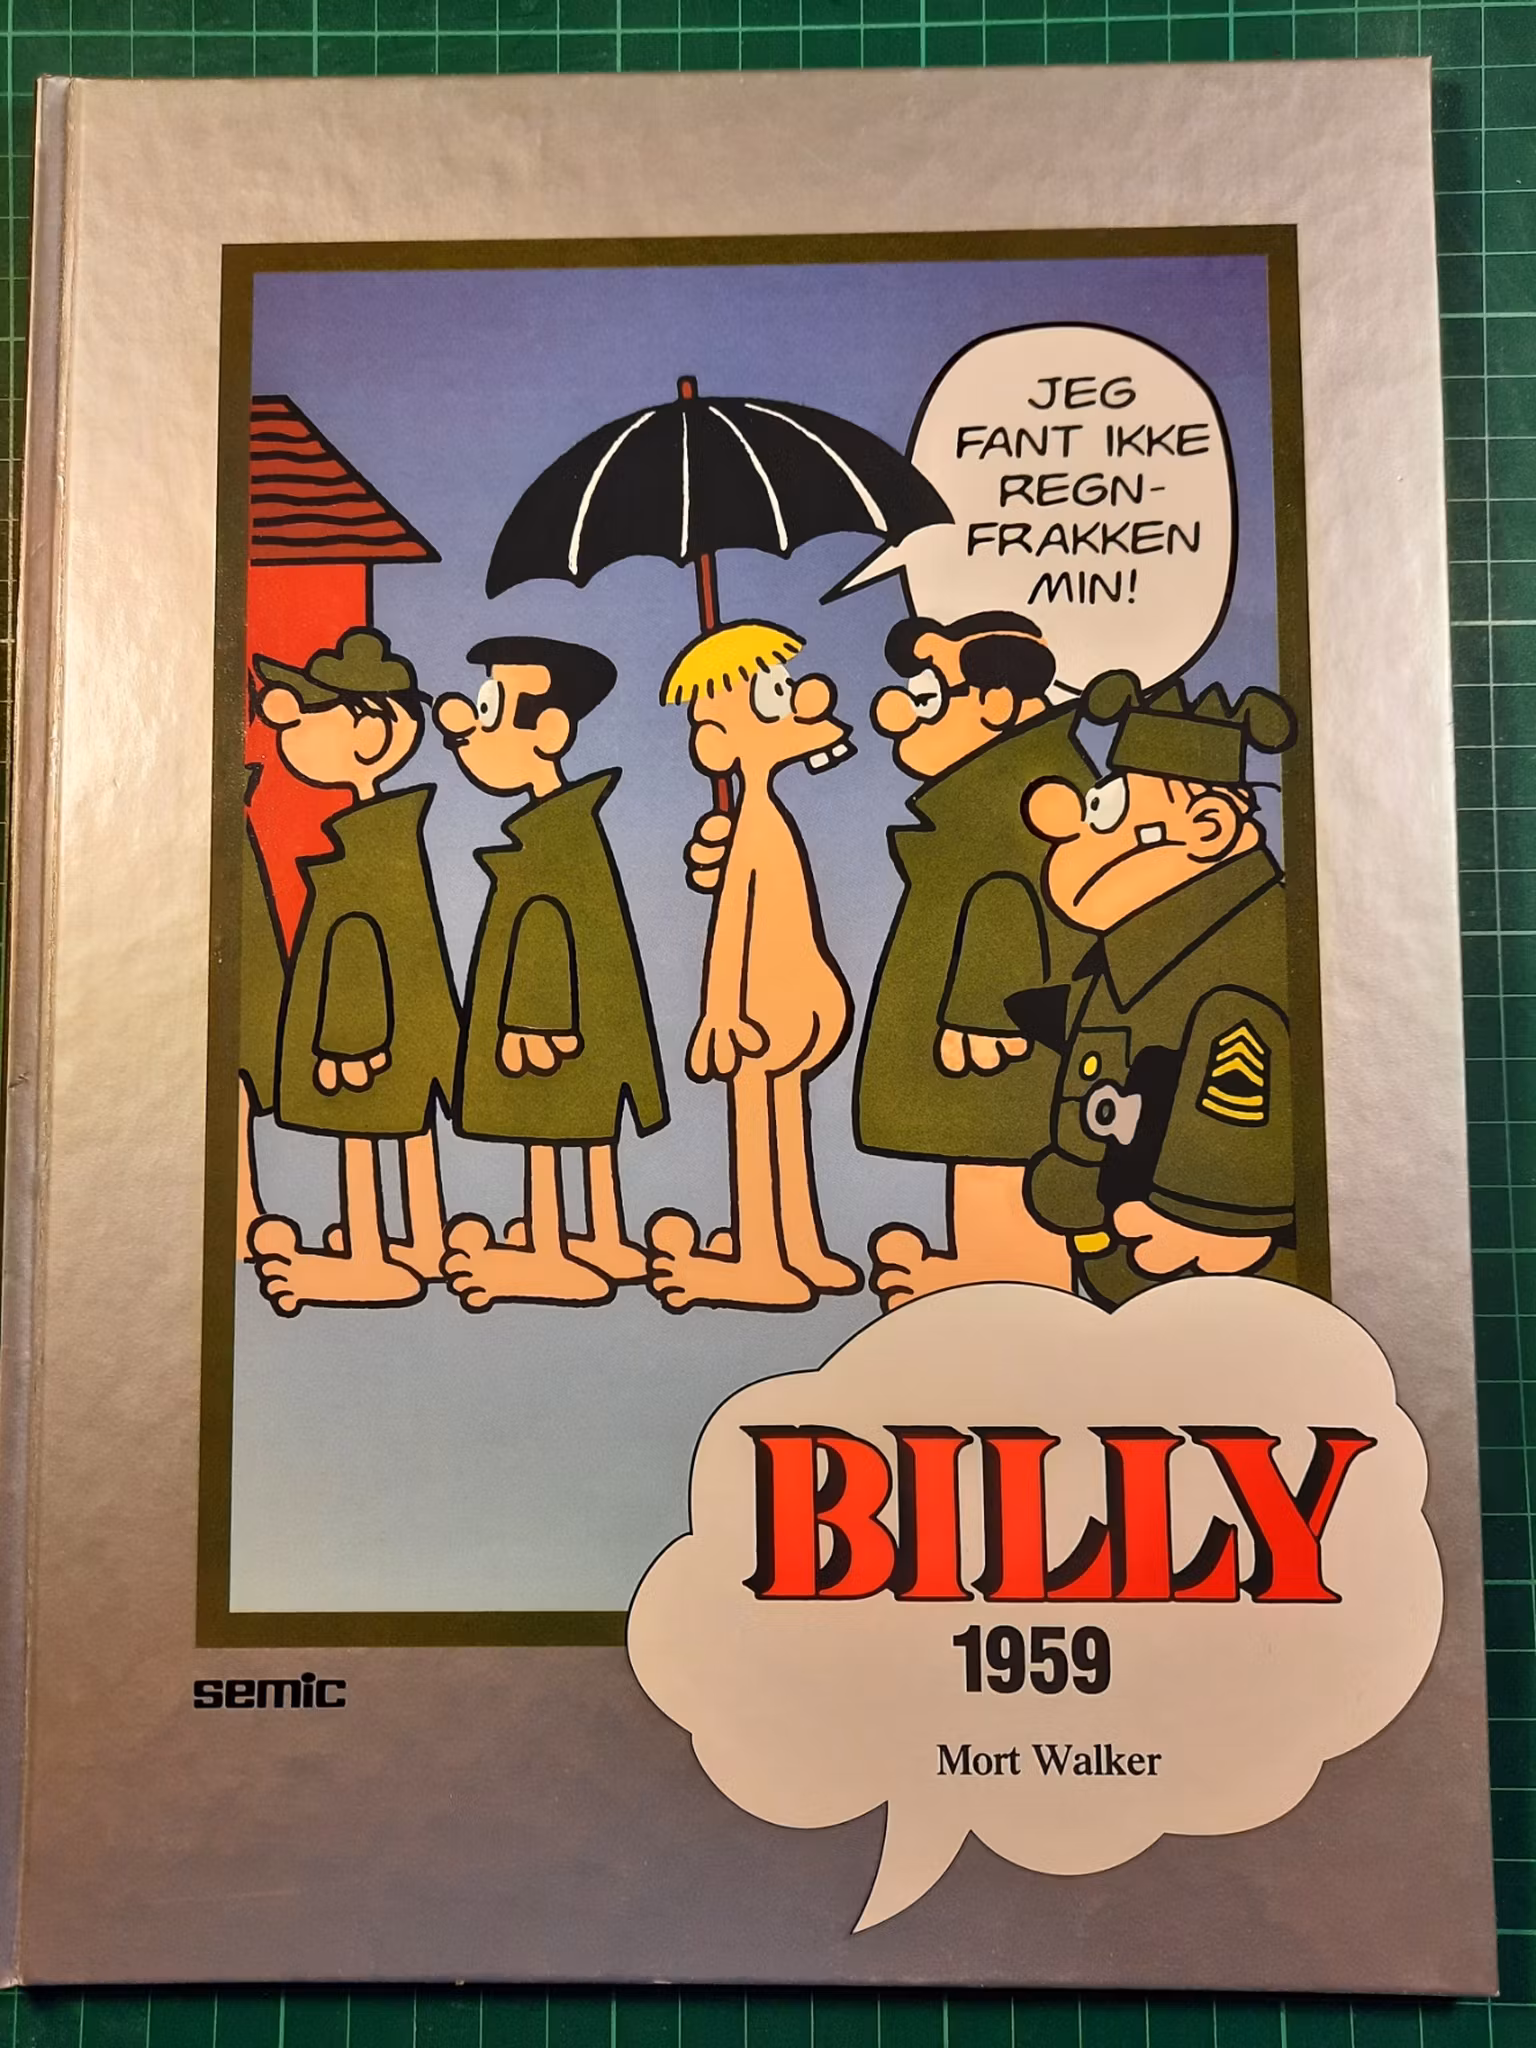 JEG
FANT IKKE
REGN-
FRAKKEN
MIN!
BILLY
1959
semic
Mort Walker